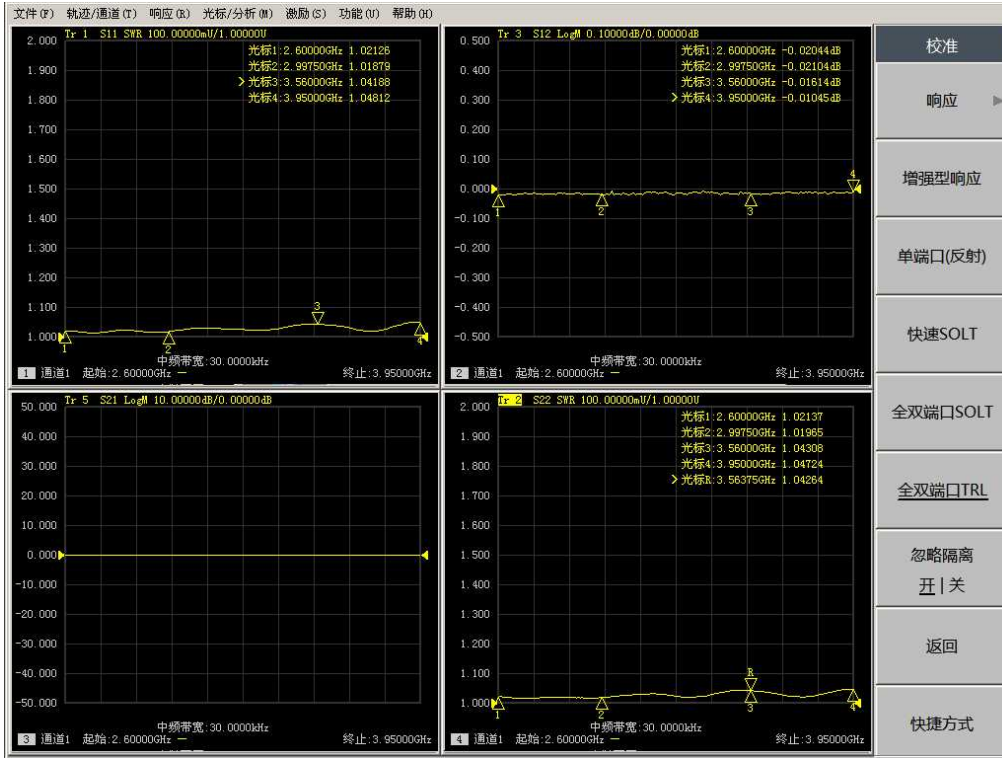 文件(F) 轨迹/通道(T) 响应(R) 光标/分析(M) 激励(S) 功能(U) 帮助(H)
Tr 1 S11 SWR 100.00000mU/1.00000U
2.000
1.900
1.800
1.700
1.600
1.500
1.400
1.300
1.200
1.100
1.000
光标1:2.60000GHz 1.02126
光标2:2.99750GHz 1.01879
>光标3:3.56000GHz 1.04188
光标4:3.95000GHz 1.04812
3
1
2
4
中频带宽:30.0000kHz
1 通道1 起始:2.60000GHz — 终止:3.95000GHz
Tr 3 S12 LogM 0.10000dB/0.00000dB
0.500
0.400
0.300
0.200
0.100
0.000
-0.100
-0.200
-0.300
-0.400
-0.500
光标1:2.60000GHz -0.02044dB
光标2:2.99750GHz -0.02104dB
光标3:3.56000GHz -0.01614dB
>光标4:3.95000GHz -0.01045dB
4
1
2
3
中频带宽:30.0000kHz
2 通道1 起始:2.60000GHz — 终止:3.95000GHz
Tr 5 S21 LogM 10.00000dB/0.00000dB
50.000
40.000
30.000
20.000
10.000
0.000
-10.000
-20.000
-30.000
-40.000
-50.000
中频带宽:30.0000kHz
3 通道1 起始:2.60000GHz — 终止:3.95000GHz
Tr 2 S22 SWR 100.00000mU/1.00000U
2.000
1.900
1.800
1.700
1.600
1.500
1.400
1.300
1.200
1.100
1.000
光标1:2.60000GHz 1.02137
光标2:2.99750GHz 1.01965
光标3:3.56000GHz 1.04308
光标4:3.95000GHz 1.04724
>光标R:3.56375GHz 1.04264
R
1
2
3
4
中频带宽:30.0000kHz
4 通道1 起始:2.60000GHz — 终止:3.95000GHz
校准
响应
增强型响应
单端口(反射)
快速SOLT
全双端口SOLT
全双端口TRL
忽略隔离
开|关
返回
快捷方式